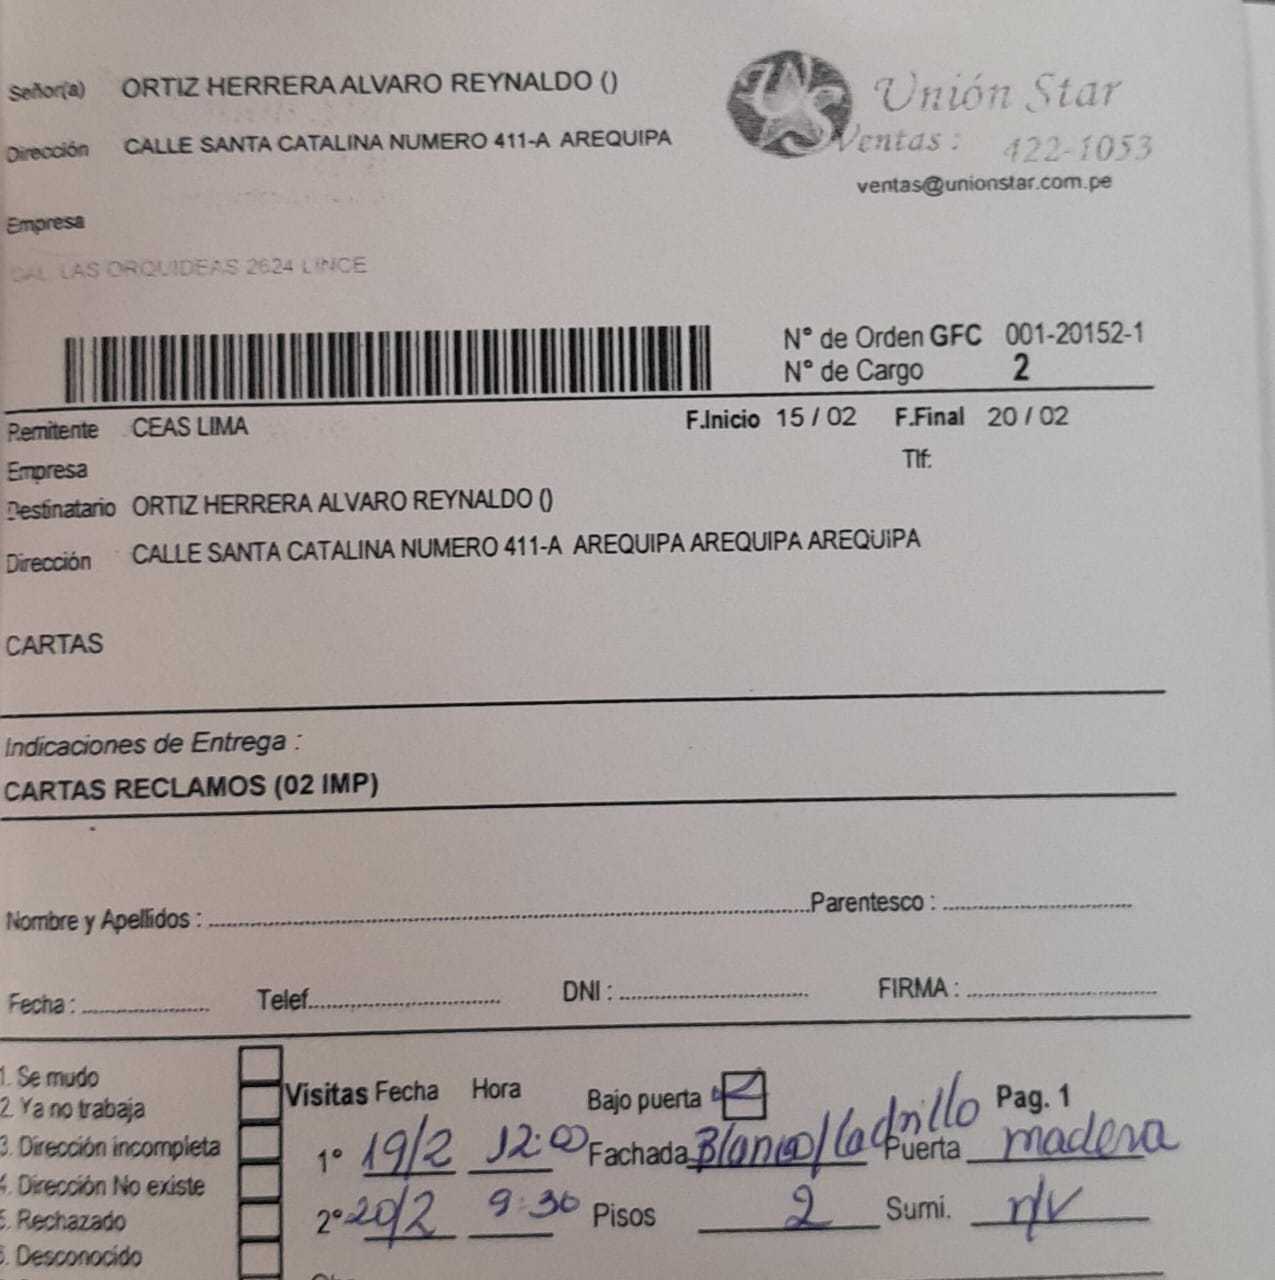 Señor(a) ORTIZ HERRERA ALVARO REYNALDO ()
Unión Star
Dirección CALLE SANTA CATALINA NUMERO 411-A AREQUIPA
Ventas : 422-1053
ventas@unionstar.com.pe
Empresa
CAL LAS ORQUIDEAS 2624 LINCE
N° de Orden GFC 001-20152-1
N° de Cargo 2
Remitente CEAS LIMA F.Inicio 15 / 02 F.Final 20 / 02
Empresa Tlf:
Destinatario ORTIZ HERRERA ALVARO REYNALDO ()
Dirección CALLE SANTA CATALINA NUMERO 411-A AREQUIPA AREQUIPA AREQUIPA
CARTAS
Indicaciones de Entrega :
CARTAS RECLAMOS (02 IMP)
Nombre y Apellidos : Parentesco :
Fecha : Telef. DNI : FIRMA :
1. Se mudo
Visitas Fecha Hora Bajo puerta Pag. 1
2. Ya no trabaja
3. Dirección incompleta 1° 19/2 12:00 Fachada Blanco/Ladrillo Puerta madera
4. Dirección No existe
5. Rechazado 2° 20/2 9:30 Pisos 2 Sumi. n/v
6. Desconocido